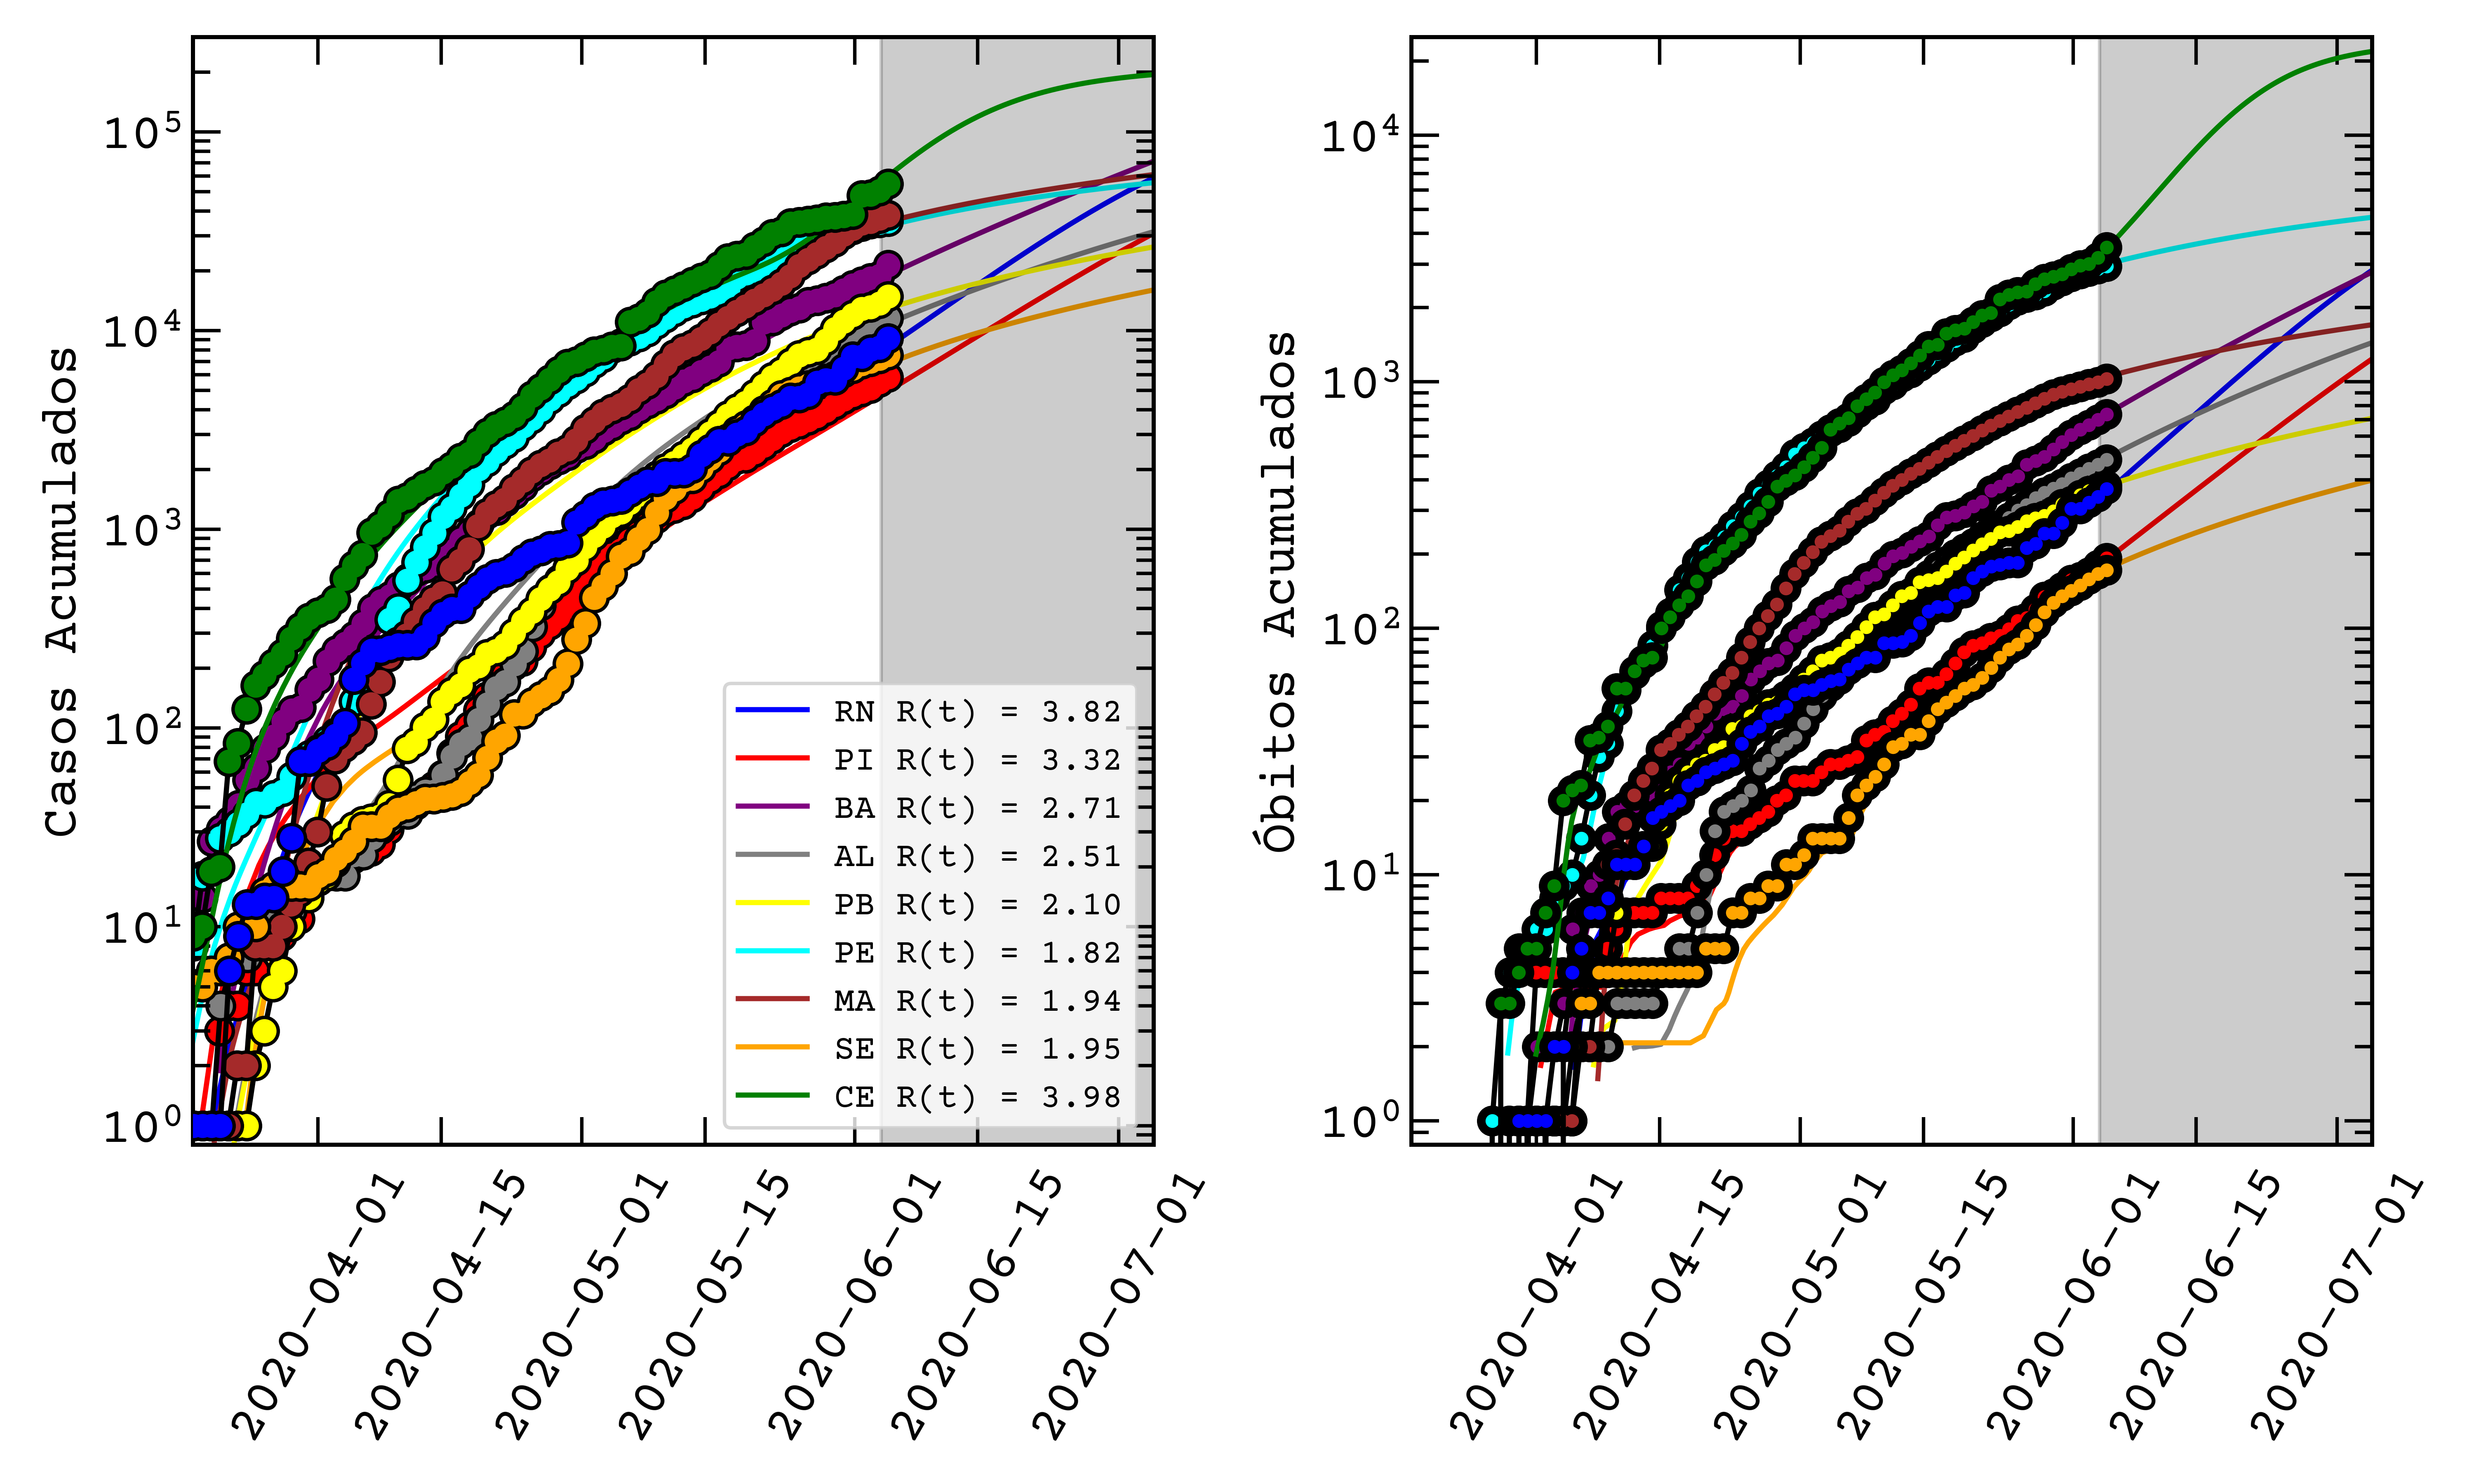 Casos Acumulados
10^5
10^4
10^3
10^2
10^1
10^0
RN R(t) = 3.82
PI R(t) = 3.32
BA R(t) = 2.71
AL R(t) = 2.51
PB R(t) = 2.10
PE R(t) = 1.82
MA R(t) = 1.94
SE R(t) = 1.95
CE R(t) = 3.98
2020-04-01
2020-04-15
2020-05-01
2020-05-15
2020-06-01
2020-06-15
2020-07-01
Óbitos Acumulados
10^4
10^3
10^2
10^1
10^0
2020-04-01
2020-04-15
2020-05-01
2020-05-15
2020-06-01
2020-06-15
2020-07-01